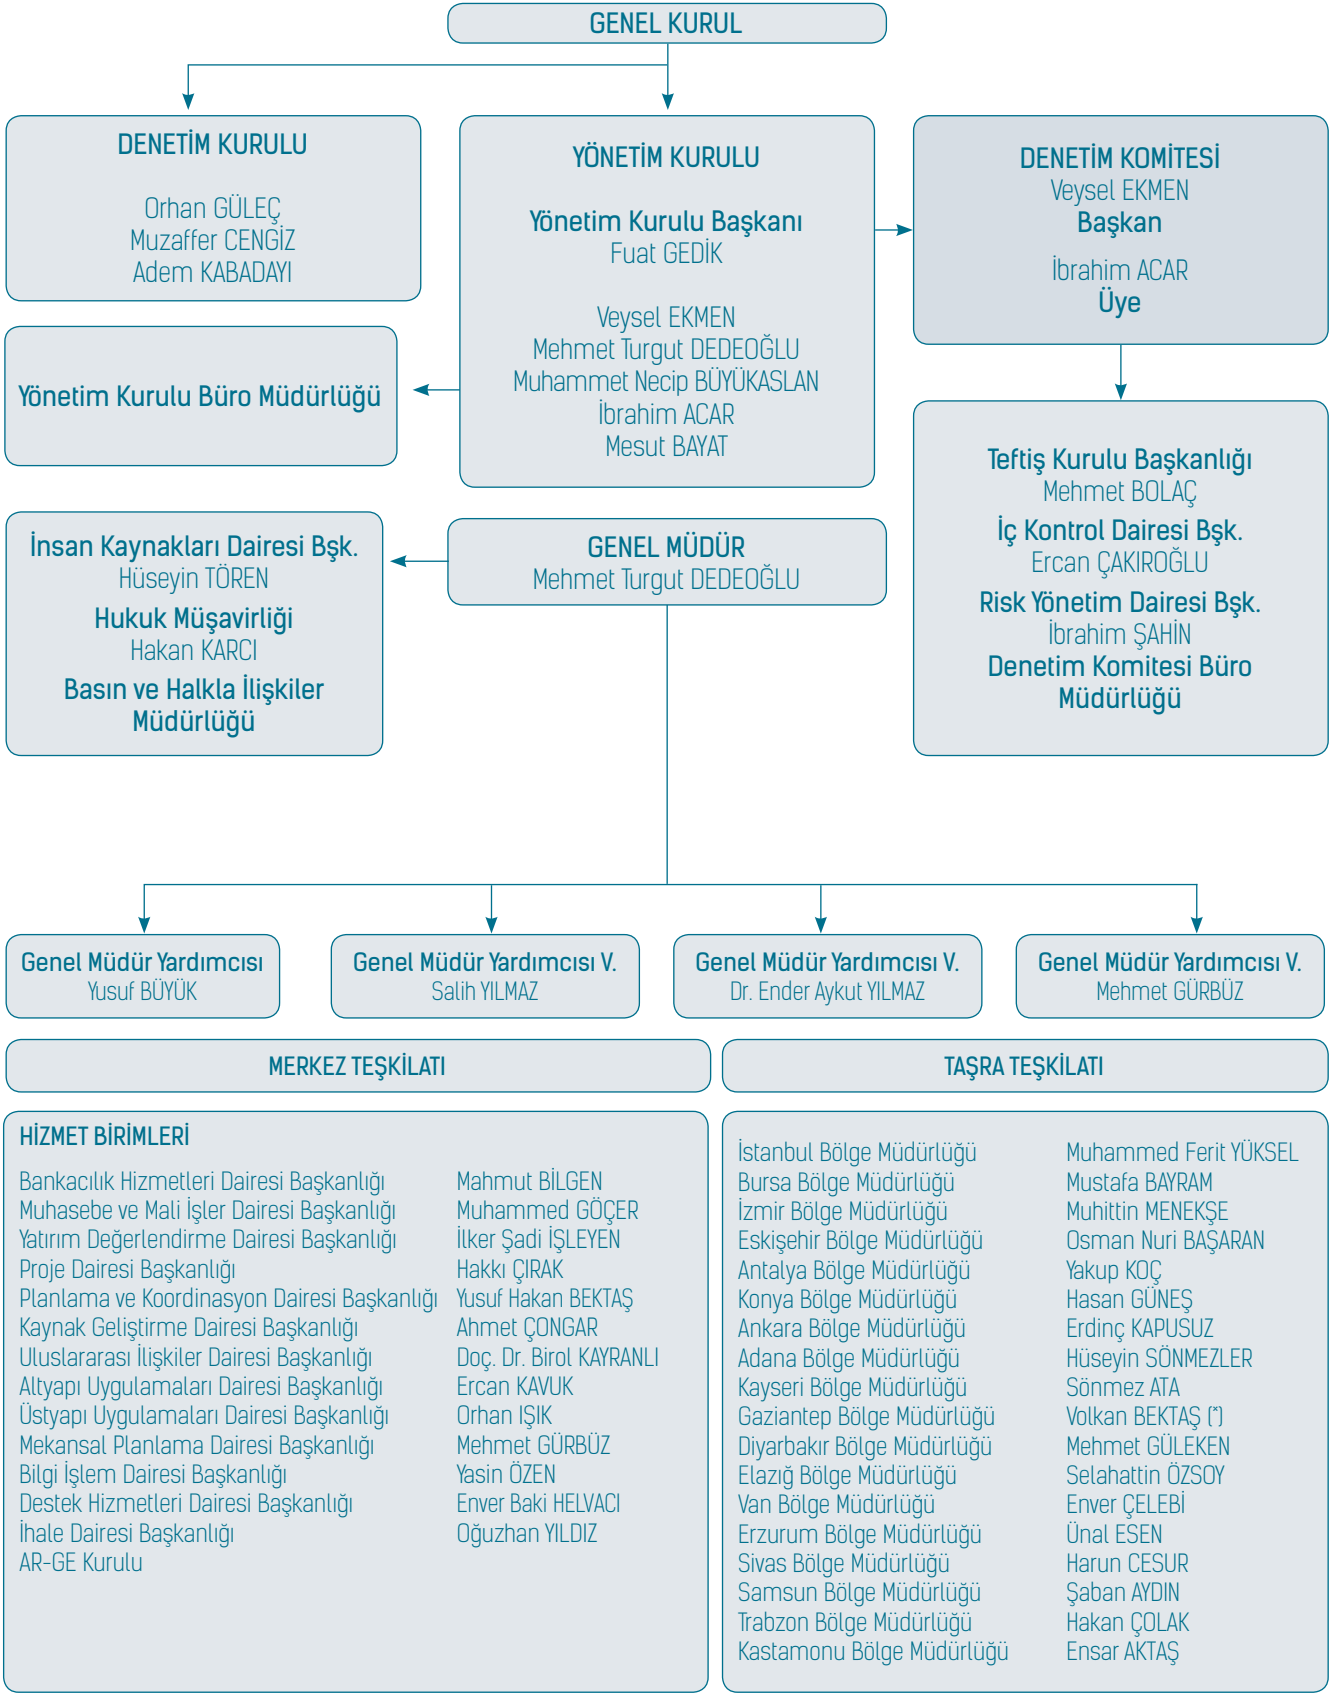 GENEL KURUL
DENETİM KURULU
Orhan GÜLEÇ
Muzaffer CENGİZ
Adem KABADAYI
YÖNETİM KURULU
Yönetim Kurulu Başkanı
Fuat GEDİK
Veysel EKMEN
Mehmet Turgut DEDEOĞLU
Muhammet Necip BÜYÜKASLAN
İbrahim ACAR
Mesut BAYAT
DENETİM KOMİTESİ
Veysel EKMEN
Başkan
İbrahim ACAR
Üye
Yönetim Kurulu Büro Müdürlüğü
Teftiş Kurulu Başkanlığı
Mehmet BOLAÇ
İç Kontrol Dairesi Bşk.
Ercan ÇAKIROĞLU
Risk Yönetim Dairesi Bşk.
İbrahim ŞAHİN
Denetim Komitesi Büro
Müdürlüğü
İnsan Kaynakları Dairesi Bşk.
Hüseyin TÖREN
Hukuk Müşavirliği
Hakan KARCI
Basın ve Halkla İlişkiler
Müdürlüğü
GENEL MÜDÜR
Mehmet Turgut DEDEOĞLU
Genel Müdür Yardımcısı
Yusuf BÜYÜK
Genel Müdür Yardımcısı V.
Salih YILMAZ
Genel Müdür Yardımcısı V.
Dr. Ender Aykut YILMAZ
Genel Müdür Yardımcısı V.
Mehmet GÜRBÜZ
MERKEZ TEŞKİLATI
HİZMET BİRİMLERİ
Bankacılık Hizmetleri Dairesi Başkanlığı Mahmut BİLGEN
Muhasebe ve Mali İşler Dairesi Başkanlığı Muhammed GÖÇER
Yatırım Değerlendirme Dairesi Başkanlığı İlker Şadi İŞLEYEN
Proje Dairesi Başkanlığı Hakkı ÇIRAK
Planlama ve Koordinasyon Dairesi Başkanlığı Yusuf Hakan BEKTAŞ
Kaynak Geliştirme Dairesi Başkanlığı Ahmet ÇONGAR
Uluslararası İlişkiler Dairesi Başkanlığı Doç. Dr. Birol KAYRANLI
Altyapı Uygulamaları Dairesi Başkanlığı Ercan KAVUK
Üstyapı Uygulamaları Dairesi Başkanlığı Orhan IŞIK
Mekansal Planlama Dairesi Başkanlığı Mehmet GÜRBÜZ
Bilgi İşlem Dairesi Başkanlığı Yasin ÖZEN
Destek Hizmetleri Dairesi Başkanlığı Enver Baki HELVACI
İhale Dairesi Başkanlığı Oğuzhan YILDIZ
AR-GE Kurulu
TAŞRA TEŞKİLATI
İstanbul Bölge Müdürlüğü Muhammed Ferit YÜKSEL
Bursa Bölge Müdürlüğü Mustafa BAYRAM
İzmir Bölge Müdürlüğü Muhittin MENEKŞE
Eskişehir Bölge Müdürlüğü Osman Nuri BAŞARAN
Antalya Bölge Müdürlüğü Yakup KOÇ
Konya Bölge Müdürlüğü Hasan GÜNEŞ
Ankara Bölge Müdürlüğü Erdinç KAPUSUZ
Adana Bölge Müdürlüğü Hüseyin SÖNMEZLER
Kayseri Bölge Müdürlüğü Sönmez ATA
Gaziantep Bölge Müdürlüğü Volkan BEKTAŞ (*)
Diyarbakır Bölge Müdürlüğü Mehmet GÜLEKEN
Elazığ Bölge Müdürlüğü Selahattin ÖZSOY
Van Bölge Müdürlüğü Enver ÇELEBİ
Erzurum Bölge Müdürlüğü Ünal ESEN
Sivas Bölge Müdürlüğü Harun CESUR
Samsun Bölge Müdürlüğü Şaban AYDIN
Trabzon Bölge Müdürlüğü Hakan ÇOLAK
Kastamonu Bölge Müdürlüğü Ensar AKTAŞ